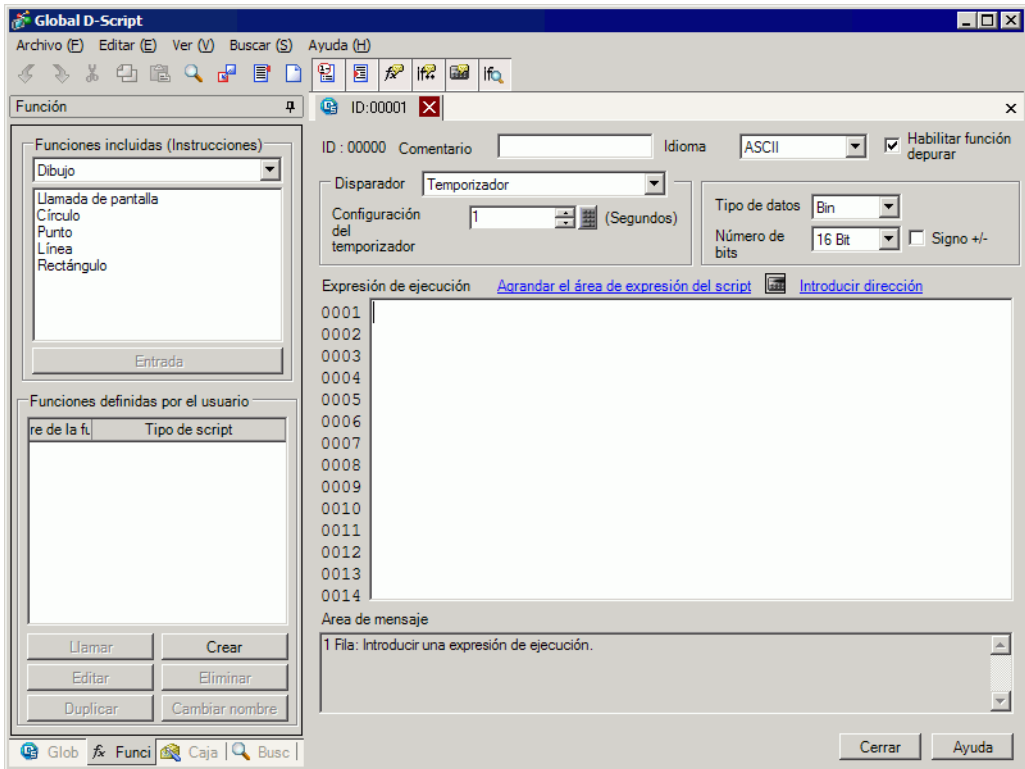 Global D-Script
Archivo (F) Editar (E) Ver (V) Buscar (S) Ayuda (H)
Función
ID:00001
Funciones incluidas (Instrucciones)
Dibujo
Llamada de pantalla
Círculo
Punto
Línea
Rectángulo
Entrada
Funciones definidas por el usuario
re de la fu Tipo de script
Llamar Crear
Editar Eliminar
Duplicar Cambiar nombre
Glob fx Funci Caja Busc
ID : 00000 Comentario Idioma ASCII Habilitar función depurar
Disparador Temporizador
Configuración del temporizador 1 (Segundos)
Tipo de datos Bin
Número de bits 16 Bit Signo +/-
Expresión de ejecución Agrandar el área de expresión del script Introducir dirección
0001
0002
0003
0004
0005
0006
0007
0008
0009
0010
0011
0012
0013
0014
Area de mensaje
1 Fila: Introducir una expresión de ejecución.
Cerrar Ayuda